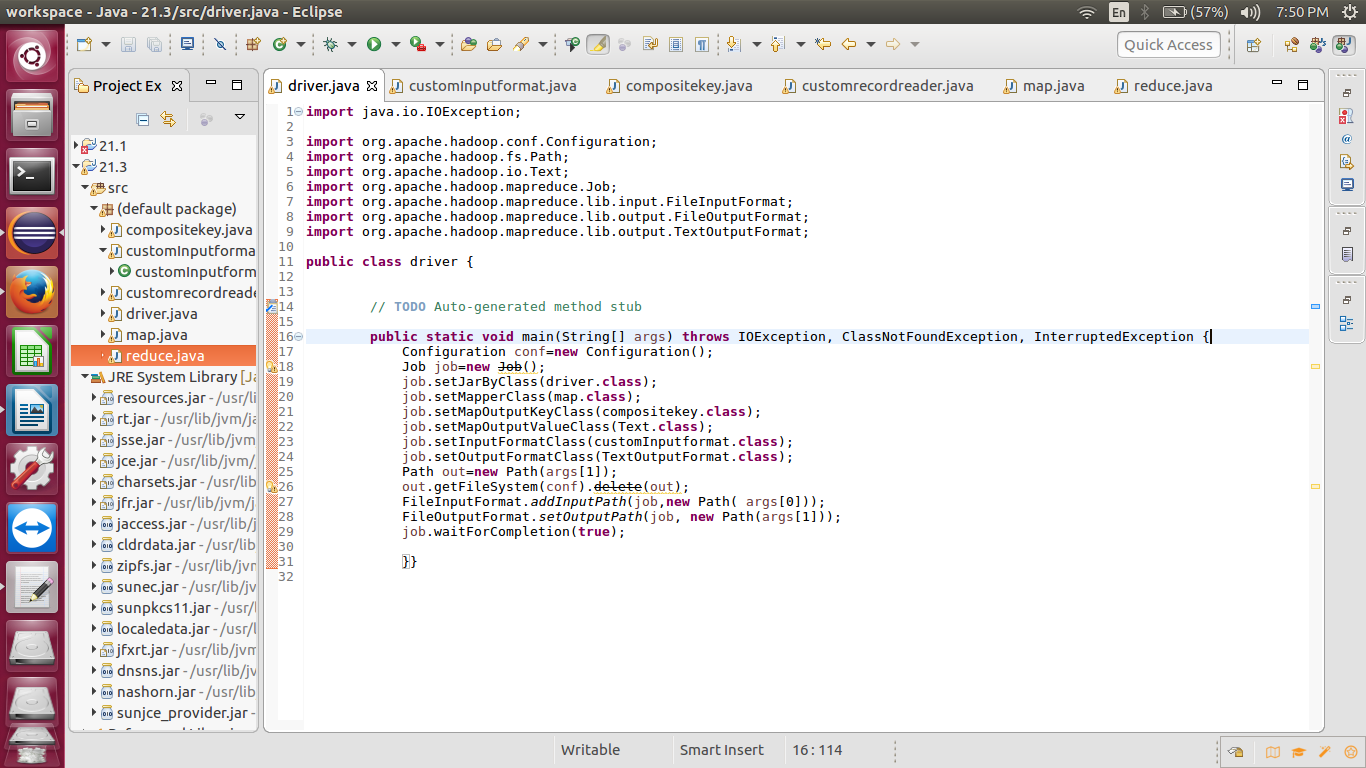 workspace - Java - 21.3/src/driver.java - Eclipse
En
(57%)
7:50 PM
Quick Access
Project Ex
driver.java
customInputformat.java
compositekey.java
customrecordreader.java
map.java
reduce.java
21.1
21.3
src
(default package)
compositekey.java
customInputforma
customInputform
customrecordreade
driver.java
map.java
reduce.java
JRE System Library [Ja
resources.jar - /usr/lib/
rt.jar - /usr/lib/jvm/ja
jsse.jar - /usr/lib/jvm
jce.jar - /usr/lib/jvm/
charsets.jar - /usr/lib
jfr.jar - /usr/lib/jvm/j
jaccess.jar - /usr/lib/
cldrdata.jar - /usr/lib
zipfs.jar - /usr/lib/jvm
sunec.jar - /usr/lib/jv
sunpkcs11.jar - /usr/l
localedata.jar - /usr/l
jfxrt.jar - /usr/lib/jvm
dnsns.jar - /usr/lib/jv
nashorn.jar - /usr/lib
sunjce_provider.jar -
1 import java.io.IOException;
2
3 import org.apache.hadoop.conf.Configuration;
4 import org.apache.hadoop.fs.Path;
5 import org.apache.hadoop.io.Text;
6 import org.apache.hadoop.mapreduce.Job;
7 import org.apache.hadoop.mapreduce.lib.input.FileInputFormat;
8 import org.apache.hadoop.mapreduce.lib.output.FileOutputFormat;
9 import org.apache.hadoop.mapreduce.lib.output.TextOutputFormat;
10
11 public class driver {
12
13
14 // TODO Auto-generated method stub
15
16 public static void main(String[] args) throws IOException, ClassNotFoundException, InterruptedException {
17 Configuration conf=new Configuration();
18 Job job=new Job();
19 job.setJarByClass(driver.class);
20 job.setMapperClass(map.class);
21 job.setMapOutputKeyClass(compositekey.class);
22 job.setMapOutputValueClass(Text.class);
23 job.setInputFormatClass(customInputformat.class);
24 job.setOutputFormatClass(TextOutputFormat.class);
25 Path out=new Path(args[1]);
26 out.getFileSystem(conf).delete(out);
27 FileInputFormat.addInputPath(job,new Path( args[0]));
28 FileOutputFormat.setOutputPath(job, new Path(args[1]));
29 job.waitForCompletion(true);
30
31 }}
32
Writable
Smart Insert
16 : 114